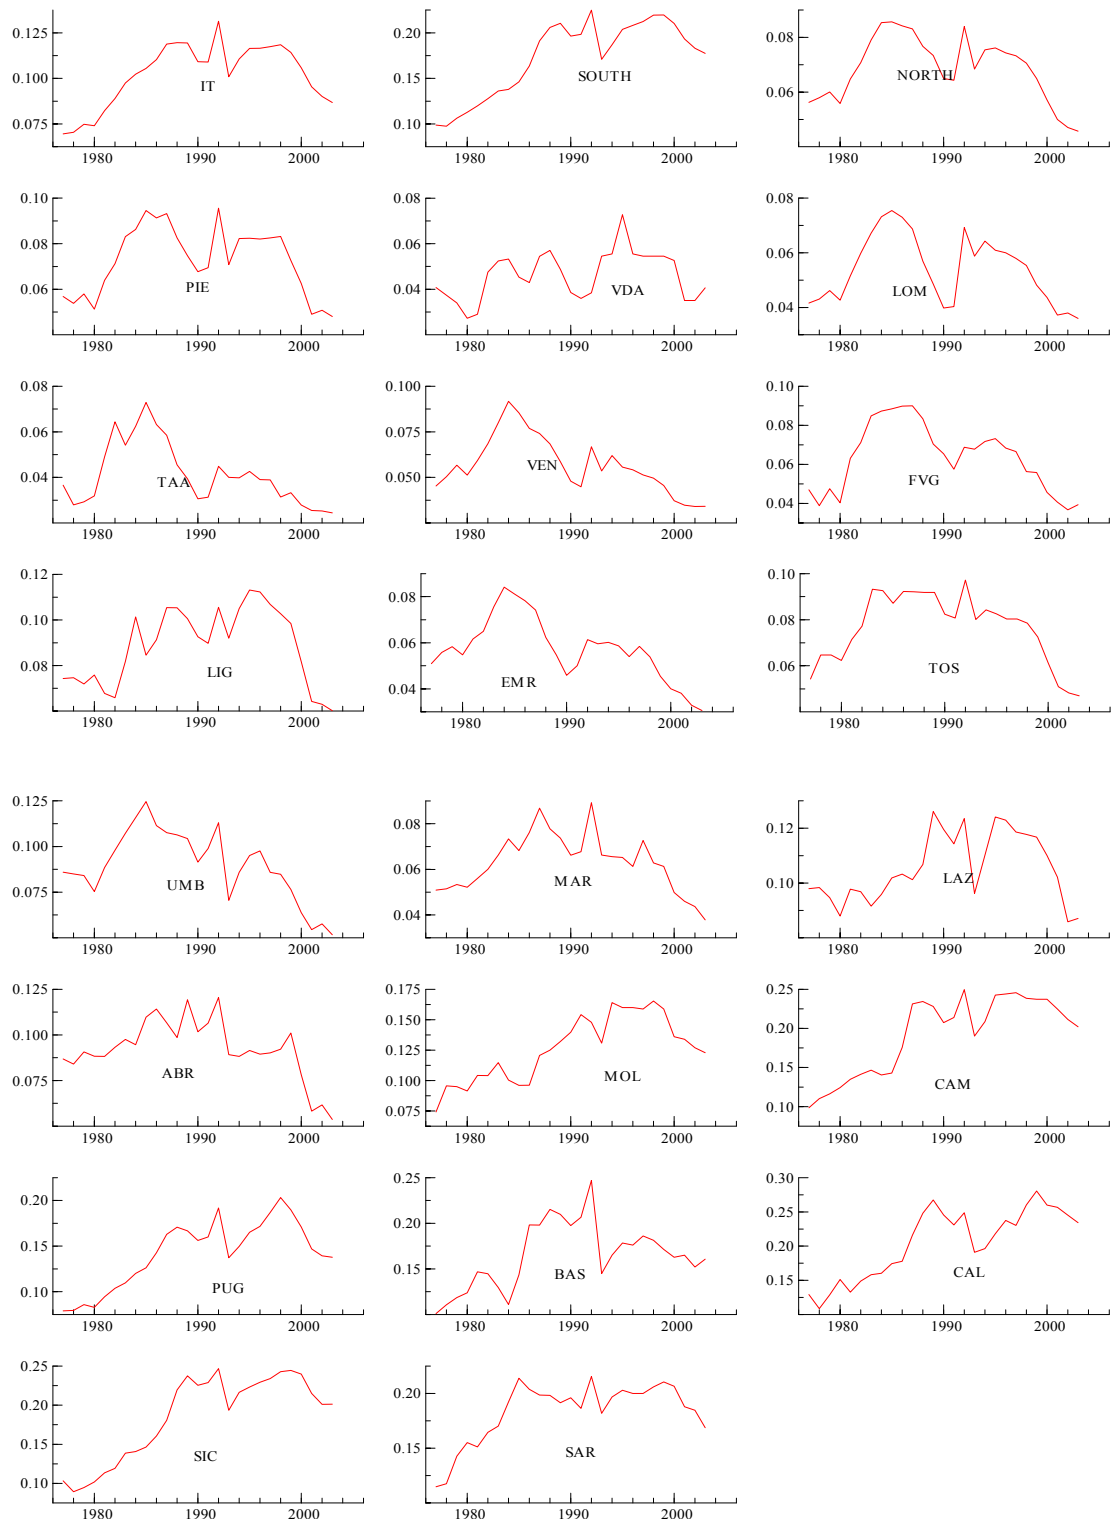 0.125
0.100
0.075
IT
1980 1990 2000
0.20
0.15
0.10
SOUTH
1980 1990 2000
0.08
0.06
NORTH
1980 1990 2000
0.10
0.08
0.06
PIE
1980 1990 2000
0.08
0.06
0.04
VDA
1980 1990 2000
0.08
0.06
0.04
LOM
1980 1990 2000
0.08
0.06
0.04
TAA
1980 1990 2000
0.100
0.075
0.050
VEN
1980 1990 2000
0.10
0.08
0.06
0.04
FVG
1980 1990 2000
0.12
0.10
0.08
LIG
1980 1990 2000
0.08
0.06
0.04
EMR
1980 1990 2000
0.10
0.08
0.06
TOS
1980 1990 2000
0.125
0.100
0.075
UMB
1980 1990 2000
0.08
0.06
0.04
MAR
1980 1990 2000
0.12
0.10
LAZ
1980 1990 2000
0.125
0.100
0.075
ABR
1980 1990 2000
0.175
0.150
0.125
0.100
0.075
MOL
1980 1990 2000
0.25
0.20
0.15
0.10
CAM
1980 1990 2000
0.20
0.15
0.10
PUG
1980 1990 2000
0.25
0.20
0.15
BAS
1980 1990 2000
0.30
0.25
0.20
0.15
CAL
1980 1990 2000
0.25
0.20
0.15
0.10
SIC
1980 1990 2000
0.20
0.15
SAR
1980 1990 2000